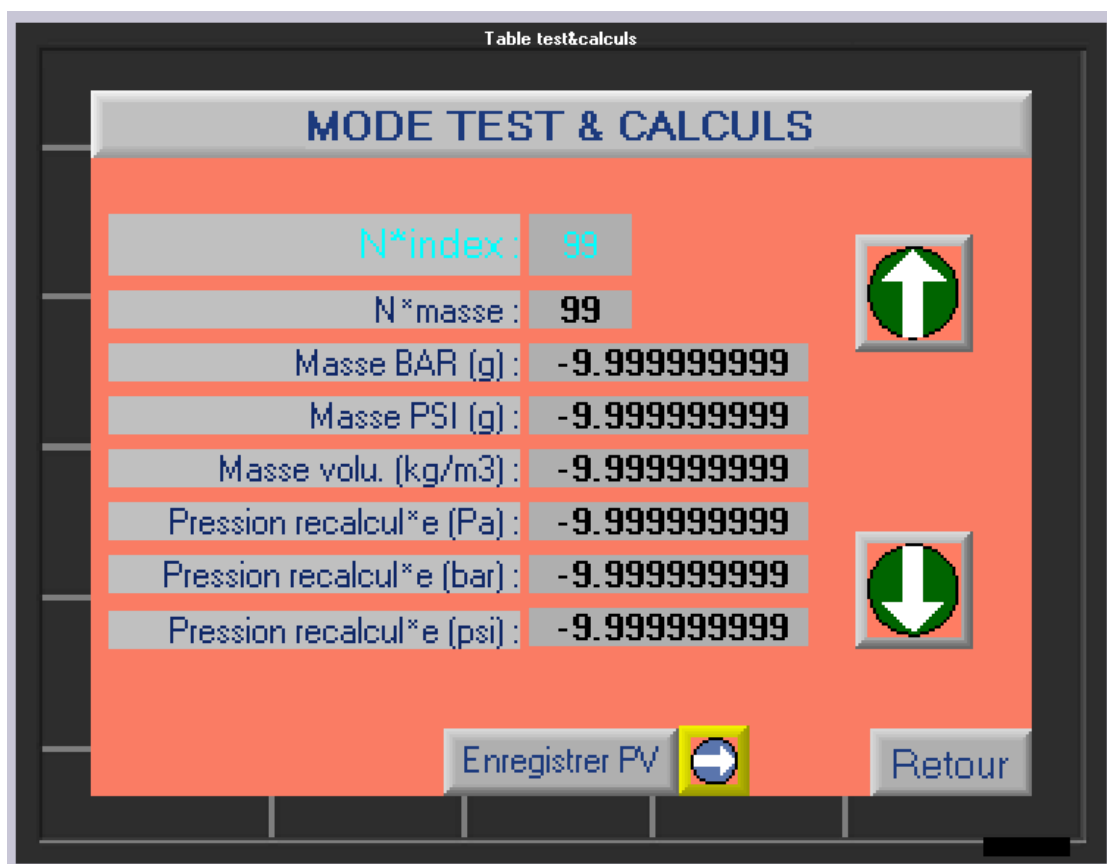 Table test&calculs
MODE TEST & CALCULS
N*index : 99
N*masse : 99
Masse BAR (g) : -9.999999999
Masse PSI (g) : -9.999999999
Masse volu. (kg/m3) : -9.999999999
Pression recalcul*e (Pa) : -9.999999999
Pression recalcul*e (bar) : -9.999999999
Pression recalcul*e (psi) : -9.999999999
Enregistrer PV
Retour